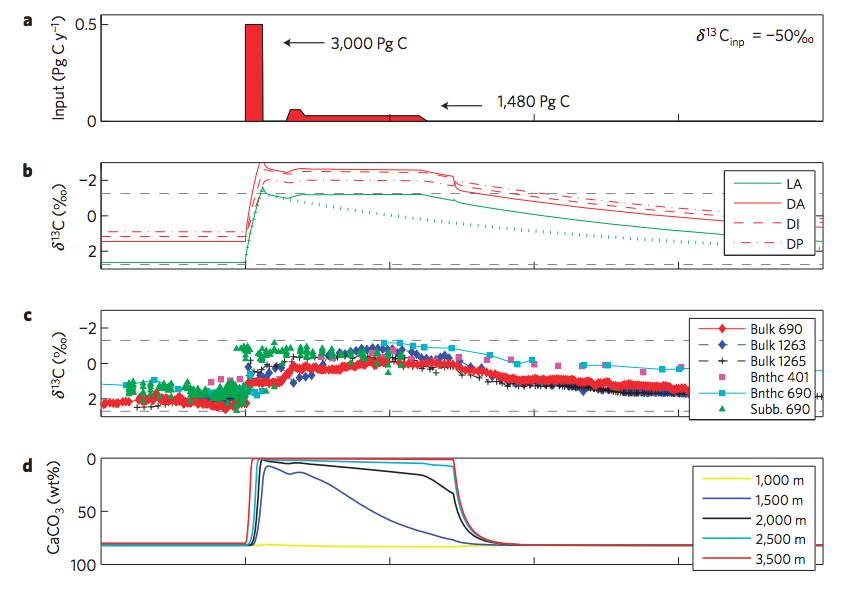 a
Input (Pg C y⁻¹)
0.5
0
3,000 Pg C
1,480 Pg C
δ¹³C_inp = −50‰
b
δ¹³C (‰)
−2
0
2
LA
DA
DI
DP
c
δ¹³C (‰)
−2
0
2
Bulk 690
Bulk 1263
Bulk 1265
Bnthc 401
Bnthc 690
Subb. 690
d
CaCO₃ (wt%)
0
50
100
1,000 m
1,500 m
2,000 m
2,500 m
3,500 m